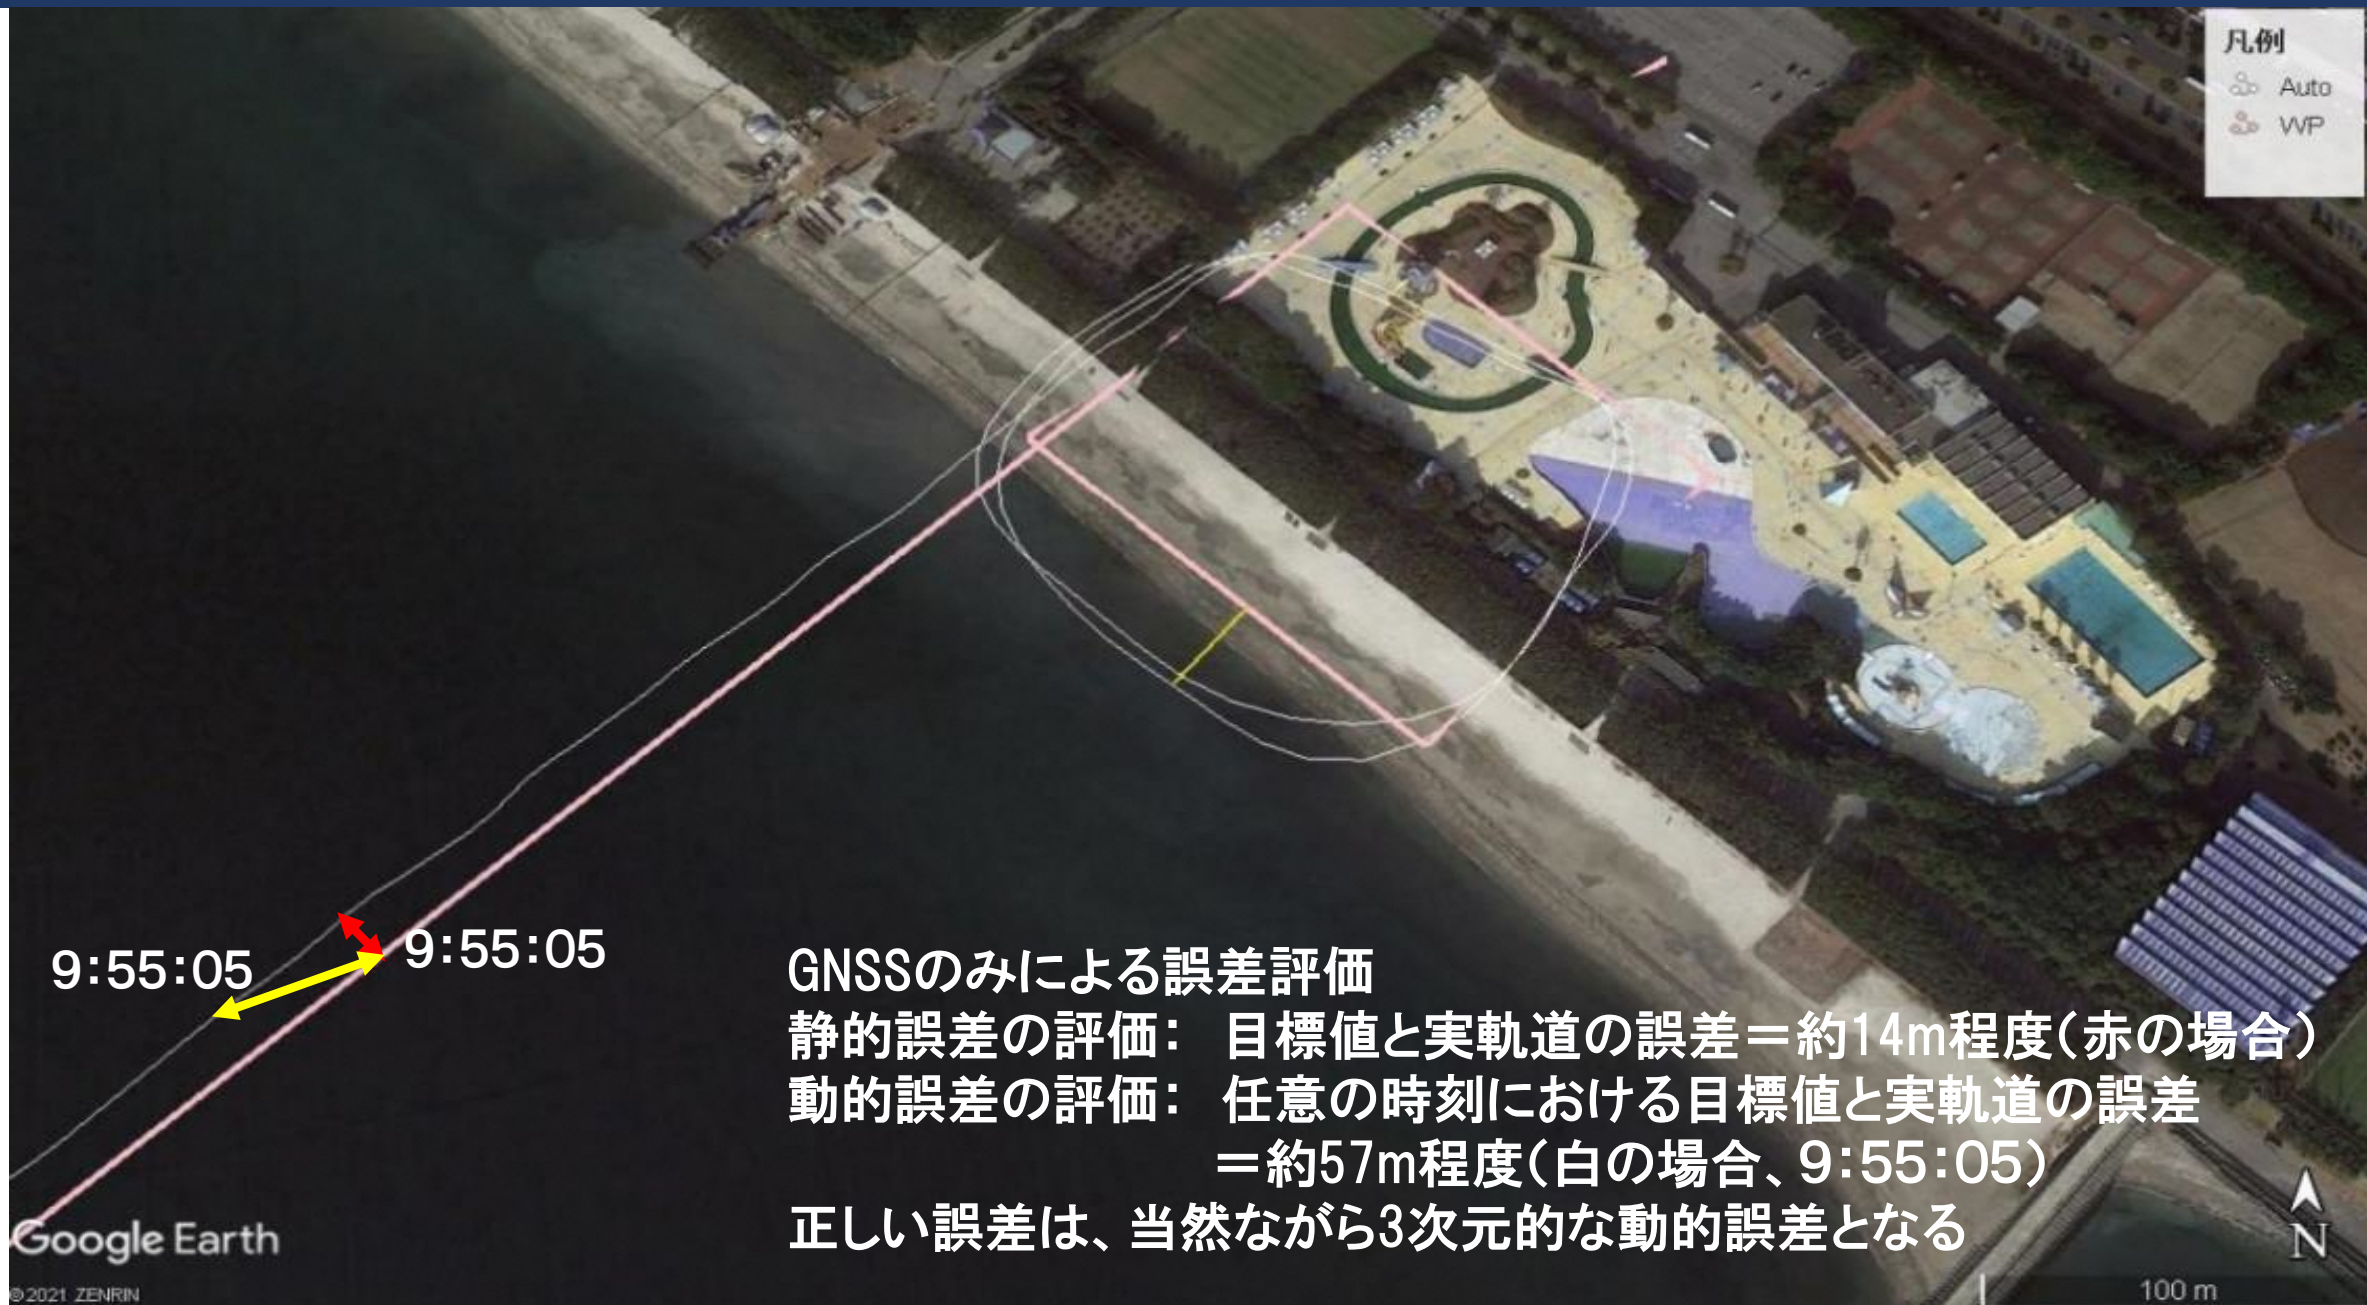 凡例
Auto
WP
9:55:05
9:55:05
GNSSのみによる誤差評価
静的誤差の評価： 目標値と実軌道の誤差＝約14m程度（赤の場合）
動的誤差の評価： 任意の時刻における目標値と実軌道の誤差
＝約57m程度（白の場合、9:55:05）
正しい誤差は、当然ながら3次元的な動的誤差となる
Google Earth
©2021 ZENRIN
N
100 m